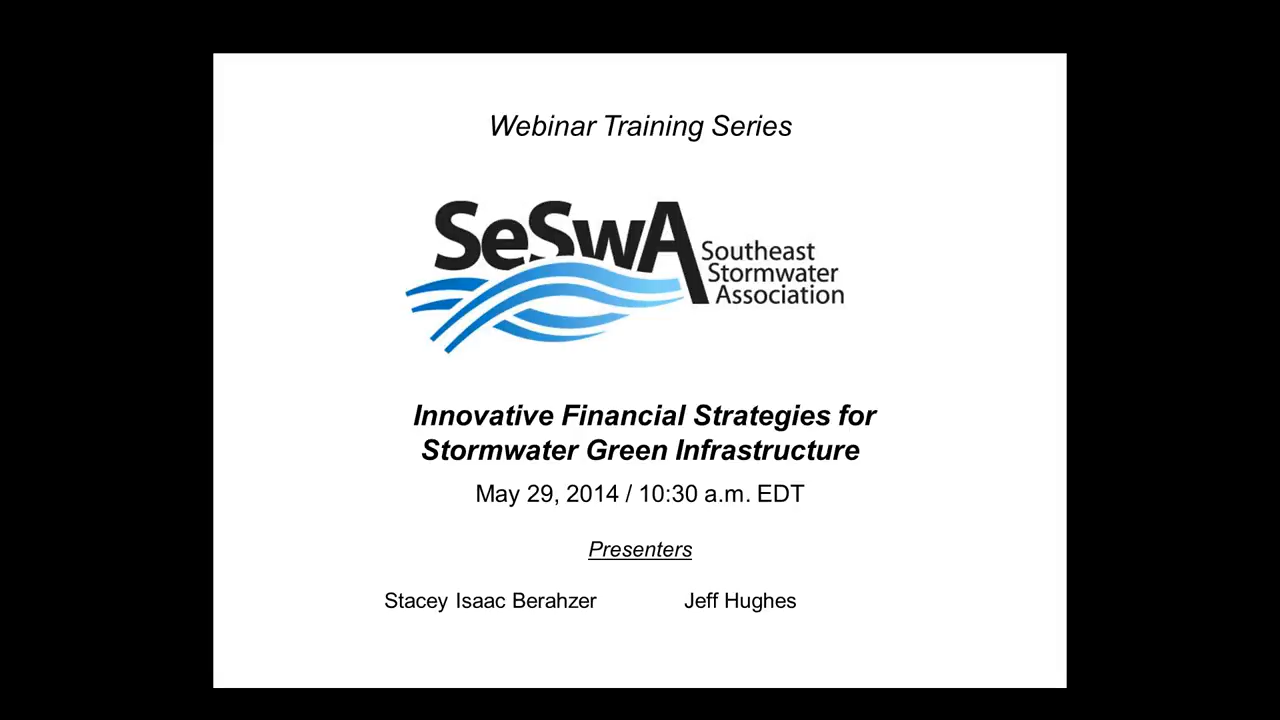 Webinar Training Series
SeSwA
Southeast
Stormwater
Association
Innovative Financial Strategies for
Stormwater Green Infrastructure
May 29, 2014 / 10:30 a.m. EDT
Presenters
Stacey Isaac Berahzer Jeff Hughes